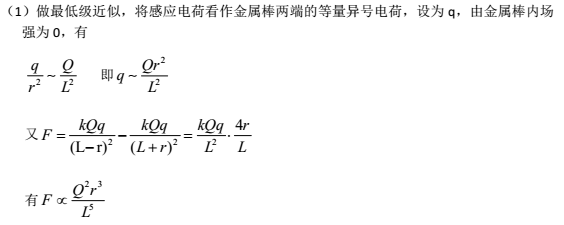 （1）做最低级近似，将感应电荷看作金属棒两端的等量异号电荷，设为 q，由金属棒内场
强为 0，有
\frac{q}{r^2} \sim \frac{Q}{L^2} 即 q \sim \frac{Qr^2}{L^2}
又 F = \frac{kQq}{(L-r)^2} - \frac{kQq}{(L+r)^2} = \frac{kQq}{L^2} \cdot \frac{4r}{L}
有 F \propto \frac{Q^2 r^3}{L^5}